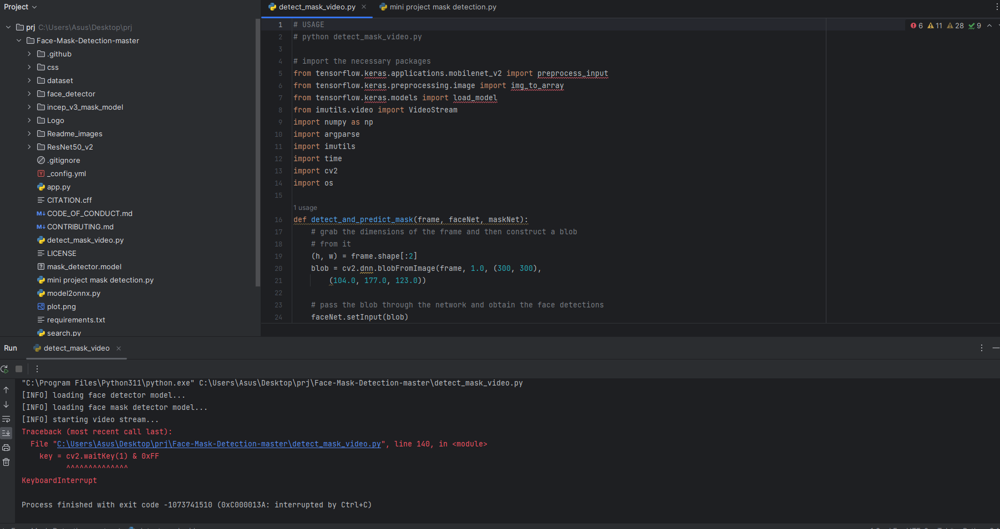 Project
prj C:\Users\Asus\Desktop\prj
Face-Mask-Detection-master
.github
css
dataset
face_detector
incep_v3_mask_model
Logo
Readme_images
ResNet50_v2
.gitignore
_config.yml
app.py
CITATION.cff
CODE_OF_CONDUCT.md
CONTRIBUTING.md
detect_mask_video.py
LICENSE
mask_detector.model
mini project mask detection.py
model2onnx.py
plot.png
requirements.txt
search.py
detect_mask_video.py
mini project mask detection.py
6 11 28 9
1 # USAGE
2 # python detect_mask_video.py
3
4 # import the necessary packages
5 from tensorflow.keras.applications.mobilenet_v2 import preprocess_input
6 from tensorflow.keras.preprocessing.image import img_to_array
7 from tensorflow.keras.models import load_model
8 from imutils.video import VideoStream
9 import numpy as np
10 import argparse
11 import imutils
12 import time
13 import cv2
14 import os
15
1 usage
16 def detect_and_predict_mask(frame, faceNet, maskNet):
17 # grab the dimensions of the frame and then construct a blob
18 # from it
19 (h, w) = frame.shape[:2]
20 blob = cv2.dnn.blobFromImage(frame, 1.0, (300, 300),
21 (104.0, 177.0, 123.0))
22
23 # pass the blob through the network and obtain the face detections
24 faceNet.setInput(blob)
Run
detect_mask_video
"C:\Program Files\Python311\python.exe" C:\Users\Asus\Desktop\prj\Face-Mask-Detection-master\detect_mask_video.py
[INFO] loading face detector model...
[INFO] loading face mask detector model...
[INFO] starting video stream...
Traceback (most recent call last):
File "C:\Users\Asus\Desktop\prj\Face-Mask-Detection-master\detect_mask_video.py", line 140, in <module>
key = cv2.waitKey(1) & 0xFF
^^^^^^^^^^^^^^
KeyboardInterrupt
Process finished with exit code -1073741510 (0xC000013A: interrupted by Ctrl+C)